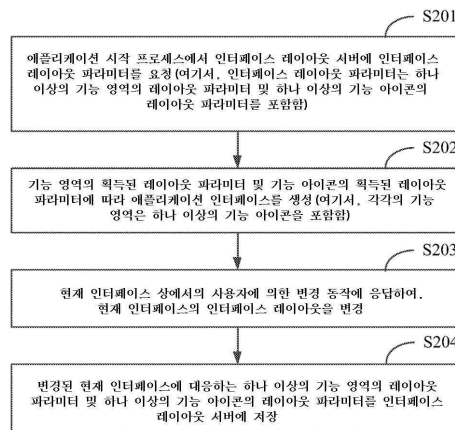 S201
애플리케이션 시작 프로세스에서 인터페이스 레이아웃 서버에 인터페이스
레이아웃 파라미터를 요청(여기서, 인터페이스 레이아웃 파라미터는 하나
이상의 기능 영역의 레이아웃 파라미터 및 하나 이상의 기능 아이콘의
레이아웃 파라미터를 포함함)
S202
기능 영역의 획득된 레이아웃 파라미터 및 기능 아이콘의 획득된 레이아웃
파라미터에 따라 애플리케이션 인터페이스를 생성(여기서, 각각의 기능
영역은 하나 이상의 기능 아이콘을 포함함)
S203
현재 인터페이스 상에서의 사용자에 의한 변경 동작에 응답하여,
현재 인터페이스의 인터페이스 레이아웃을 변경
S204
변경된 현재 인터페이스에 대응하는 하나 이상의 기능 영역의 레이아웃
파라미터 및 하나 이상의 기능 아이콘의 레이아웃 파라미터를 인터페이스
레이아웃 서버에 저장